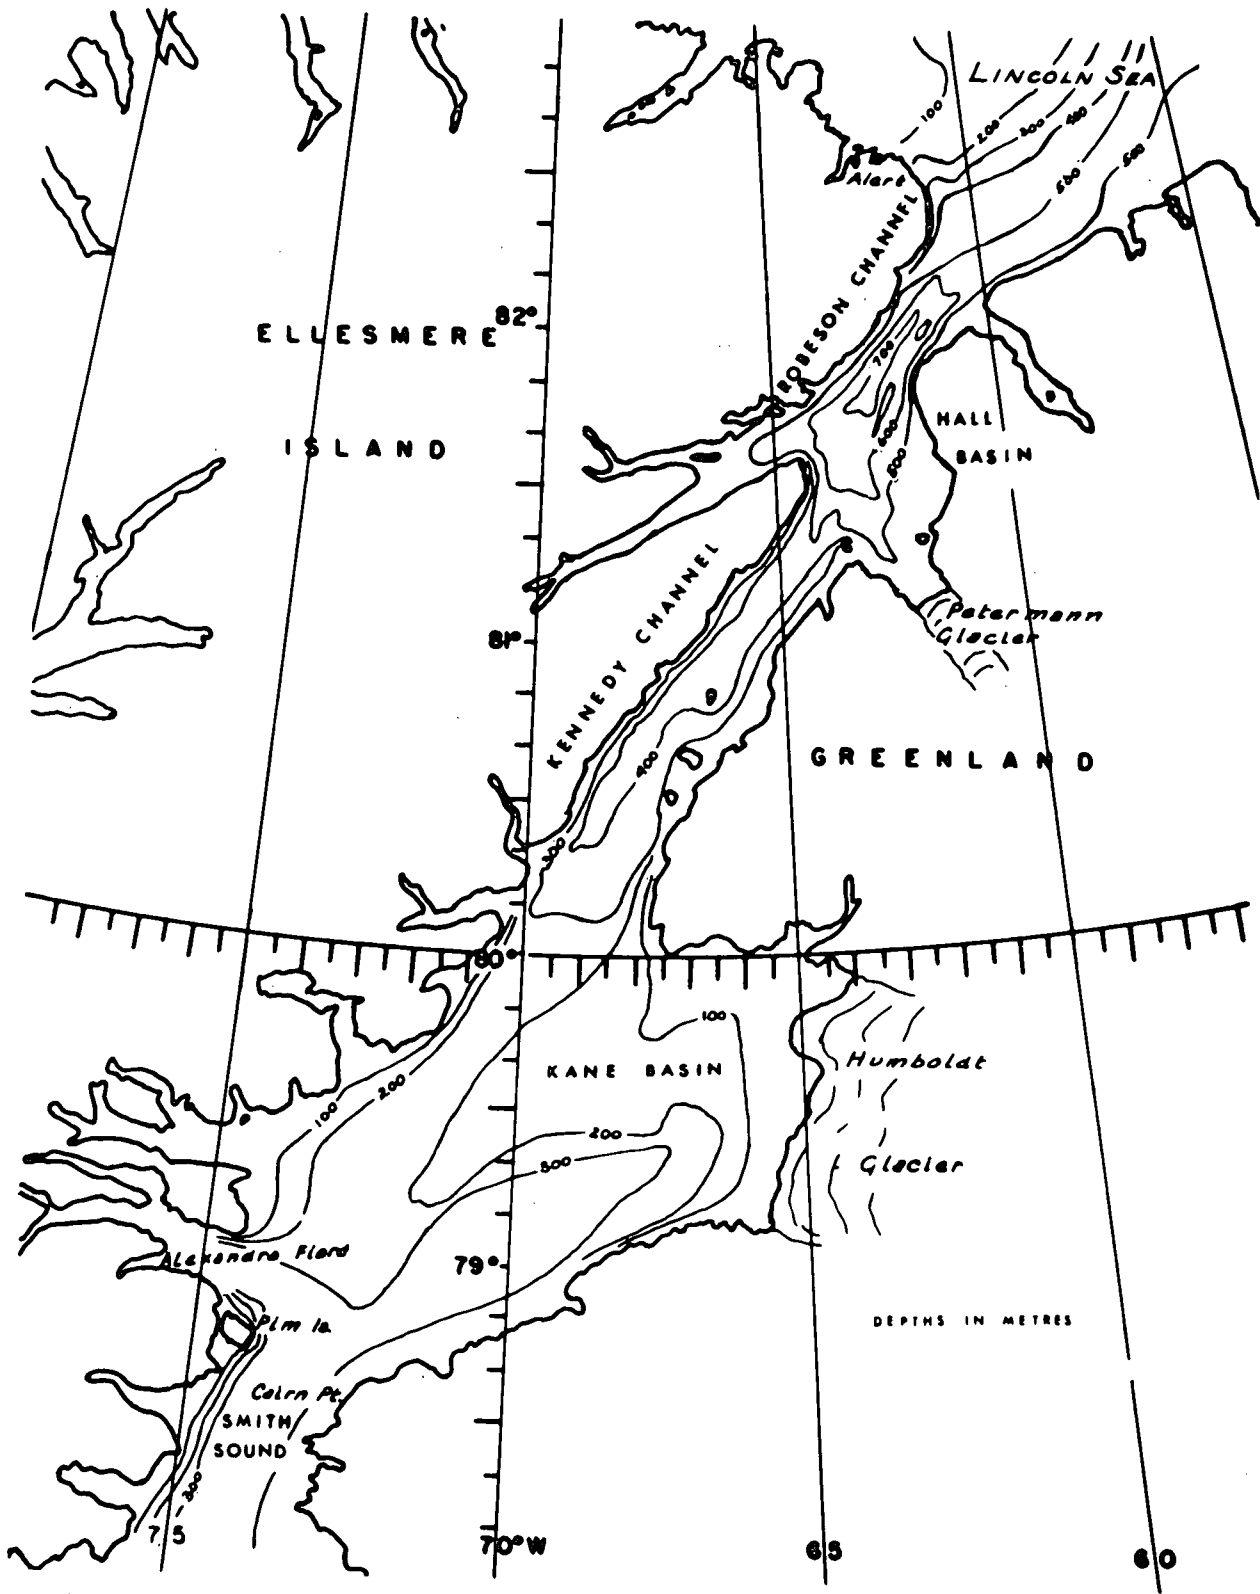 LINCOLN SEA
100
200
300
400
500
500
Alert
ROBESON CHANNEL
ELLESMERE
82°
700
ISLAND
HALL
BASIN
600
500
KENNEDY CHANNEL
Petermann
Glacier
81°
400
GREENLAND
300
80°
100
KANE BASIN
Humboldt
200
100
200
300
Glacier
Alexandra Fiord
79°
Pim Is.
DEPTHS IN METRES
Cairn Pt.
SMITH
SOUND
300
75
70°W
65
60